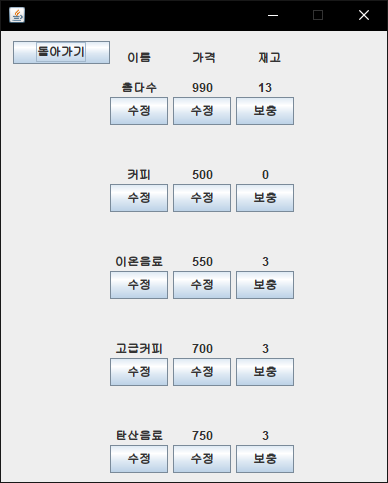 돌아가기 이름 가격 재고
흠다수 990 13
수정 수정 보충
커피 500 0
수정 수정 보충
이온음료 550 3
수정 수정 보충
고급커피 700 3
수정 수정 보충
탄산음료 750 3
수정 수정 보충